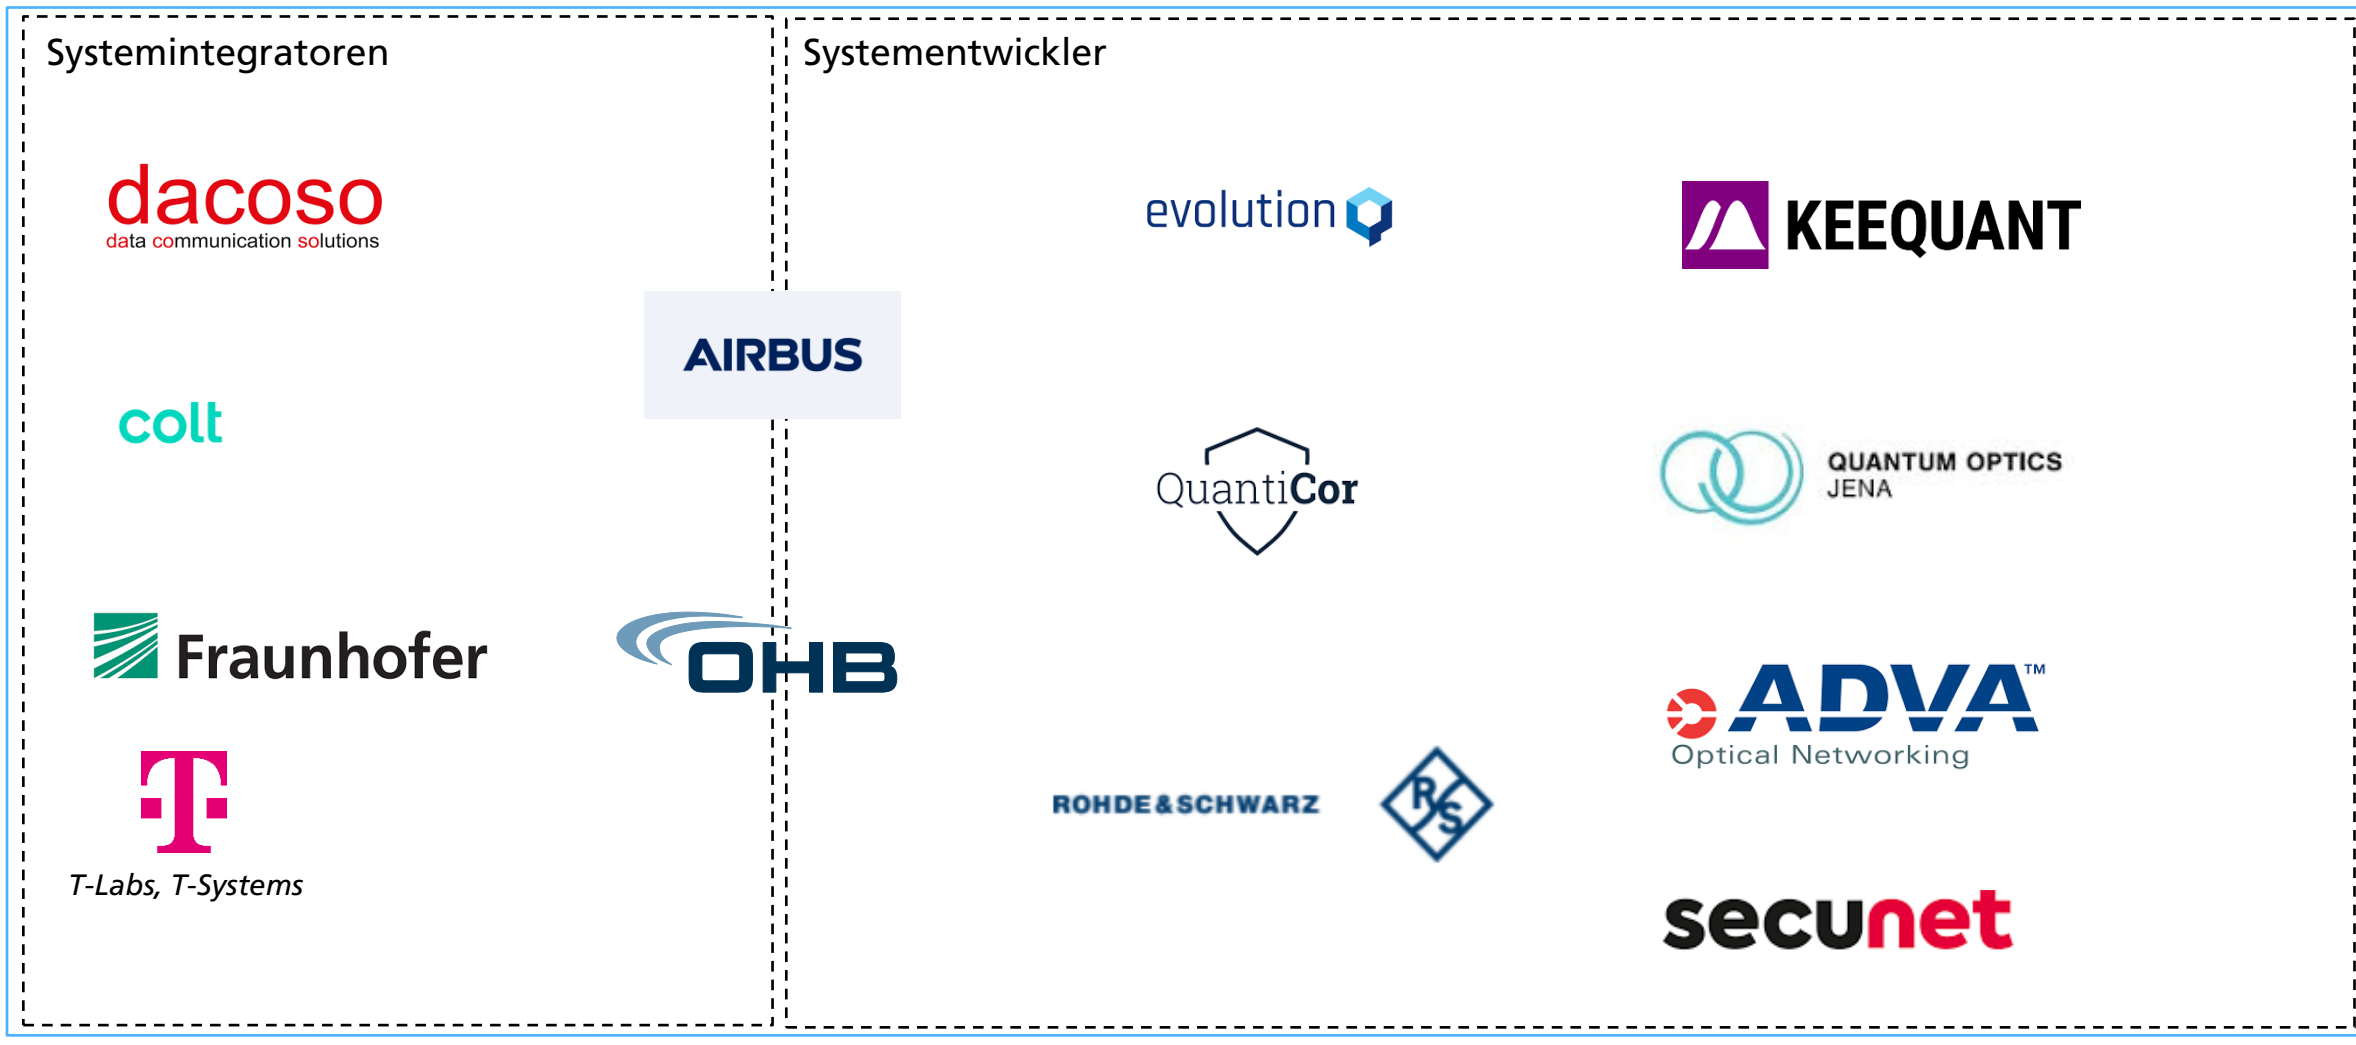 Systemintegratoren
dacoso
data communication solutions
colt
Fraunhofer
T
T-Labs, T-Systems
AIRBUS
OHB
Systementwickler
evolutionQ
KEEQUANT
QuantiCor
QUANTUM OPTICS
JENA
ADVA™
Optical Networking
ROHDE&SCHWARZ
R S
secunet